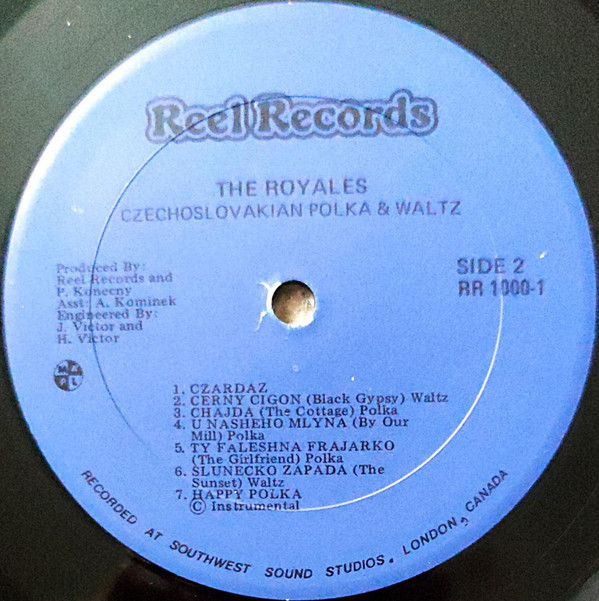 Reel Records
THE ROYALES
CZECHOSLOVAKIAN POLKA & WALTZ
Produced By:
Reel Records and
P. Konecny
Asst: A. Kominek
Engineered By:
J. Victor and
H. Victor
SIDE 2
RR 1000-1
MAPL
1. CZARDAZ
2. CERNY CIGON (Black Gypsy) Waltz
3. CHAJDA (The Cottage) Polka
4. U NASHEHO MLYNA (By Our
Mill) Polka
5. TY FALESHNA FRAJARKO
(The Girlfriend) Polka
6. SLUNECKO ZAPADA (The
Sunset) Waltz
7. HAPPY POLKA
© Instrumental
RECORDED AT SOUTHWEST SOUND STUDIOS, LONDON, CANADA